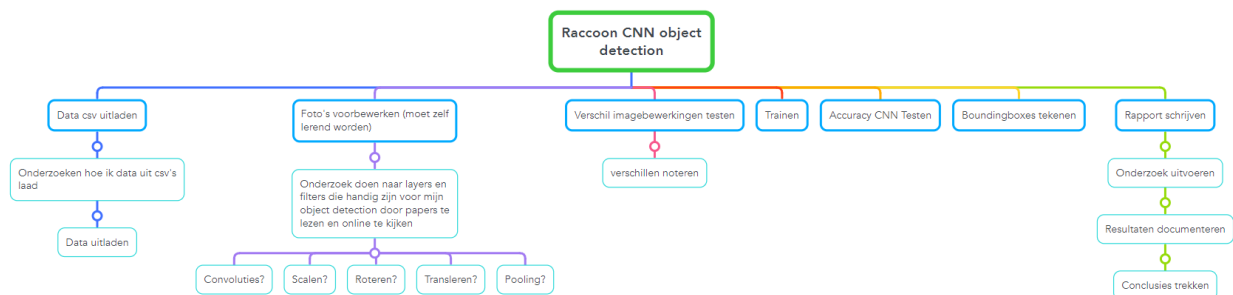 Raccoon CNN object
detection
Data csv uitladen
Foto's voorbewerken (moet zelf
lerend worden)
Verschil imagebewerkingen testen
Trainen
Accuracy CNN Testen
Boundingboxes tekenen
Rapport schrijven
Onderzoeken hoe ik data uit csv's
laad
Onderzoek doen naar layers en
filters die handig zijn voor mijn
object detection door papers te
lezen en online te kijken
verschillen noteren
Onderzoek uitvoeren
Data uitladen
Resultaten documenteren
Convoluties?
Scalen?
Roteren?
Transleren?
Pooling?
Conclusies trekken